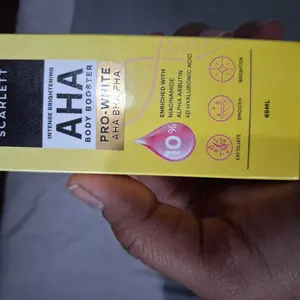 SCARLETT
INTENSE BRIGHTENING
AHA
BODY BOOSTER
PRO-WHITE
AHA BHA PHA
10%
ENRICHED WITH
NIACINAMIDE
ALPHA ARBUTIN
4D HYALURONIC ACID
BRIGHTEN
SMOOTH
EXFOLIATE
65ML